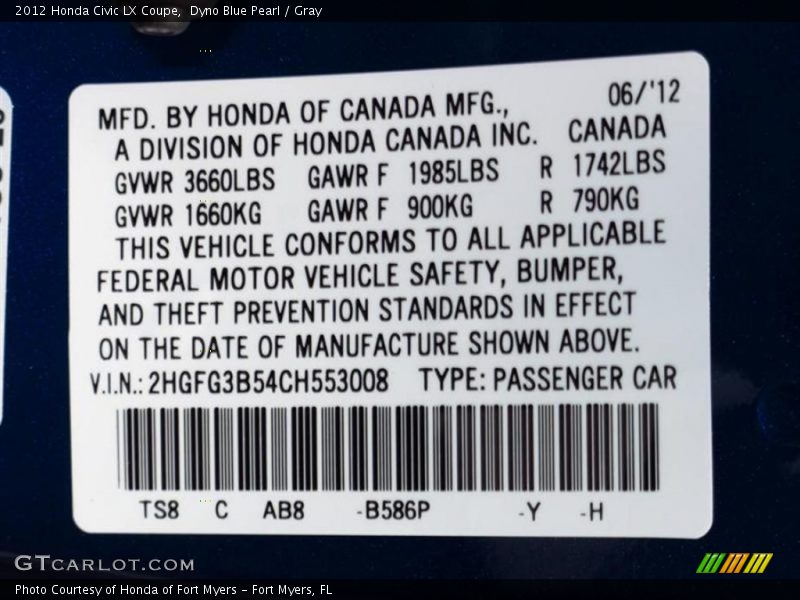 2012 Honda Civic LX Coupe,  Dyno Blue Pearl / Gray
06/'12
MFD. BY HONDA OF CANADA MFG.,
A DIVISION OF HONDA CANADA INC. CANADA
GVWR 3660LBS GAWR F 1985LBS R 1742LBS
GVWR 1660KG GAWR F 900KG R 790KG
THIS VEHICLE CONFORMS TO ALL APPLICABLE
FEDERAL MOTOR VEHICLE SAFETY, BUMPER,
AND THEFT PREVENTION STANDARDS IN EFFECT
ON THE DATE OF MANUFACTURE SHOWN ABOVE.
V.I.N.: 2HGFG3B54CH553008 TYPE: PASSENGER CAR
TS8 C AB8 -B586P -Y -H
GTCARLOT.COM
Photo Courtesy of Honda of Fort Myers – Fort Myers, FL